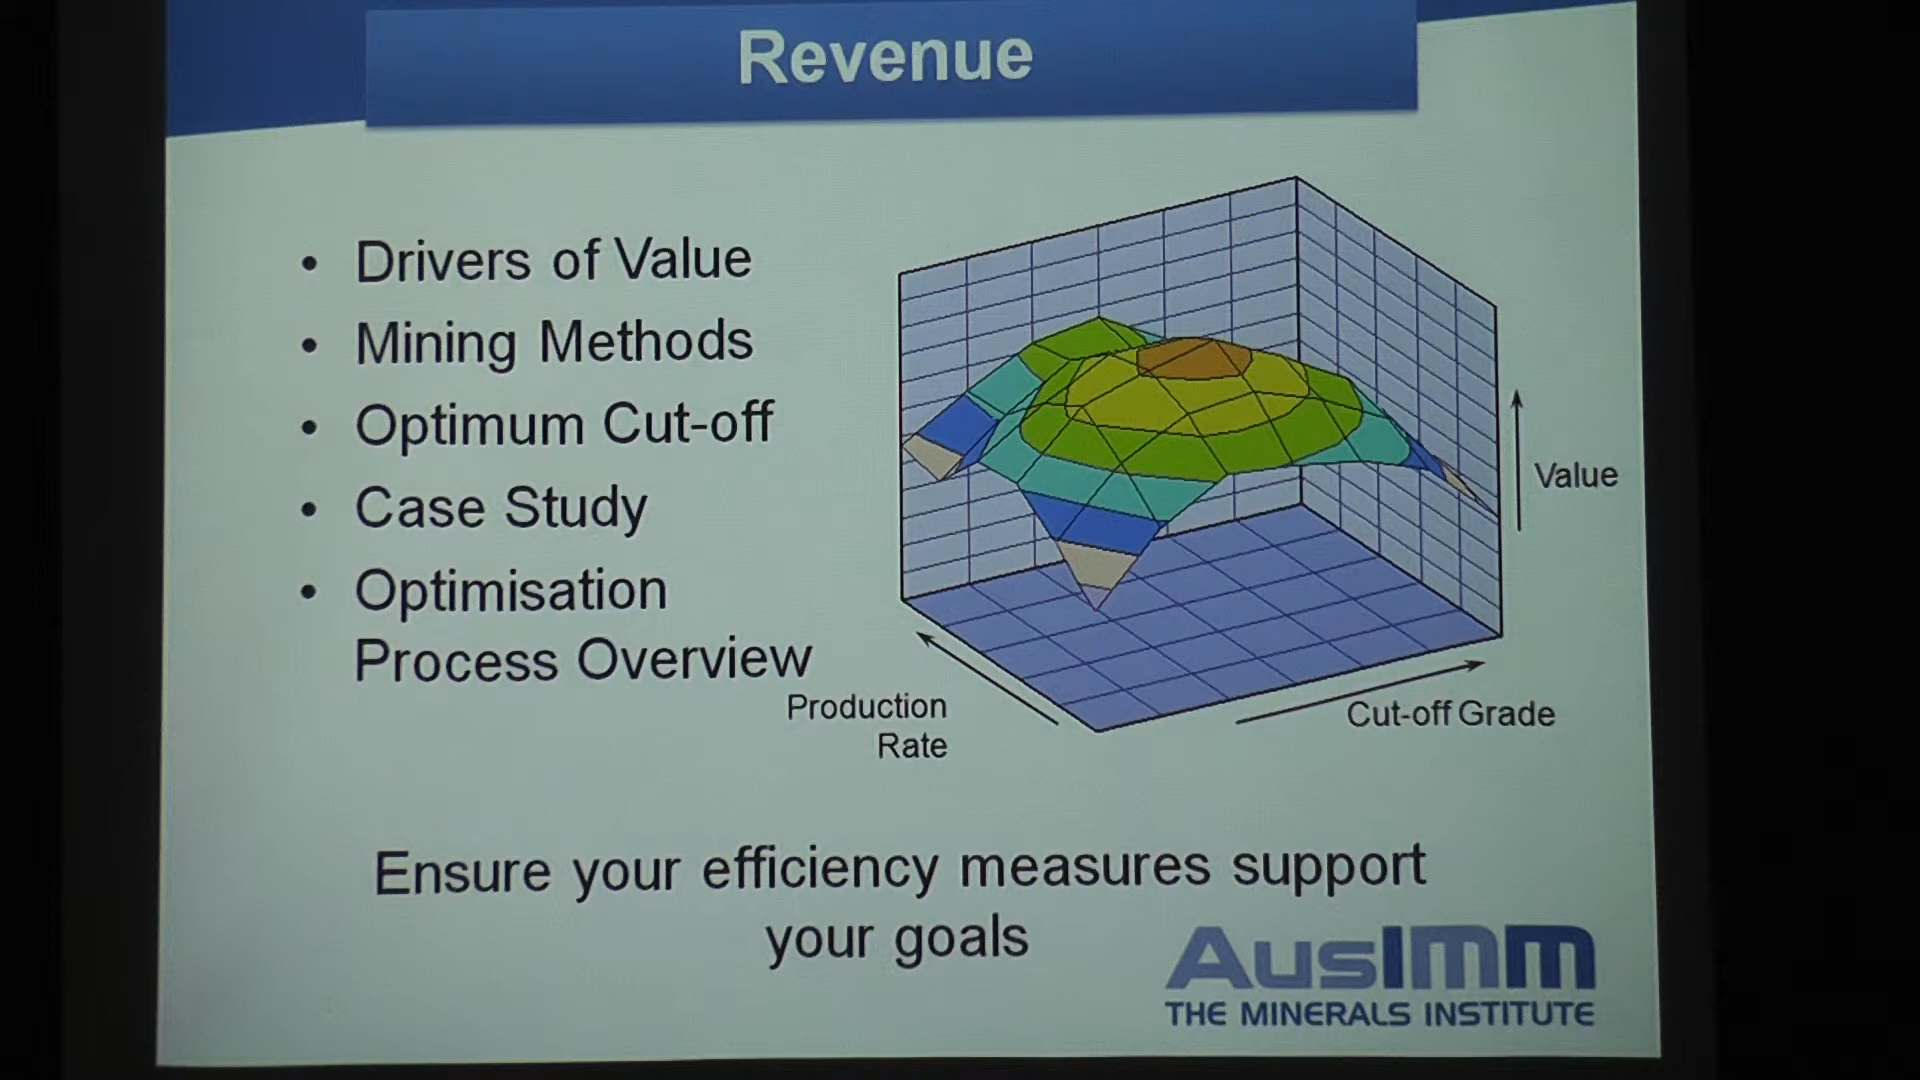 Revenue
• Drivers of Value
• Mining Methods
• Optimum Cut-off
• Case Study
• Optimisation
Process Overview
Value
Production
Rate
Cut-off Grade
Ensure your efficiency measures support
your goals
AusIMM
THE MINERALS INSTITUTE